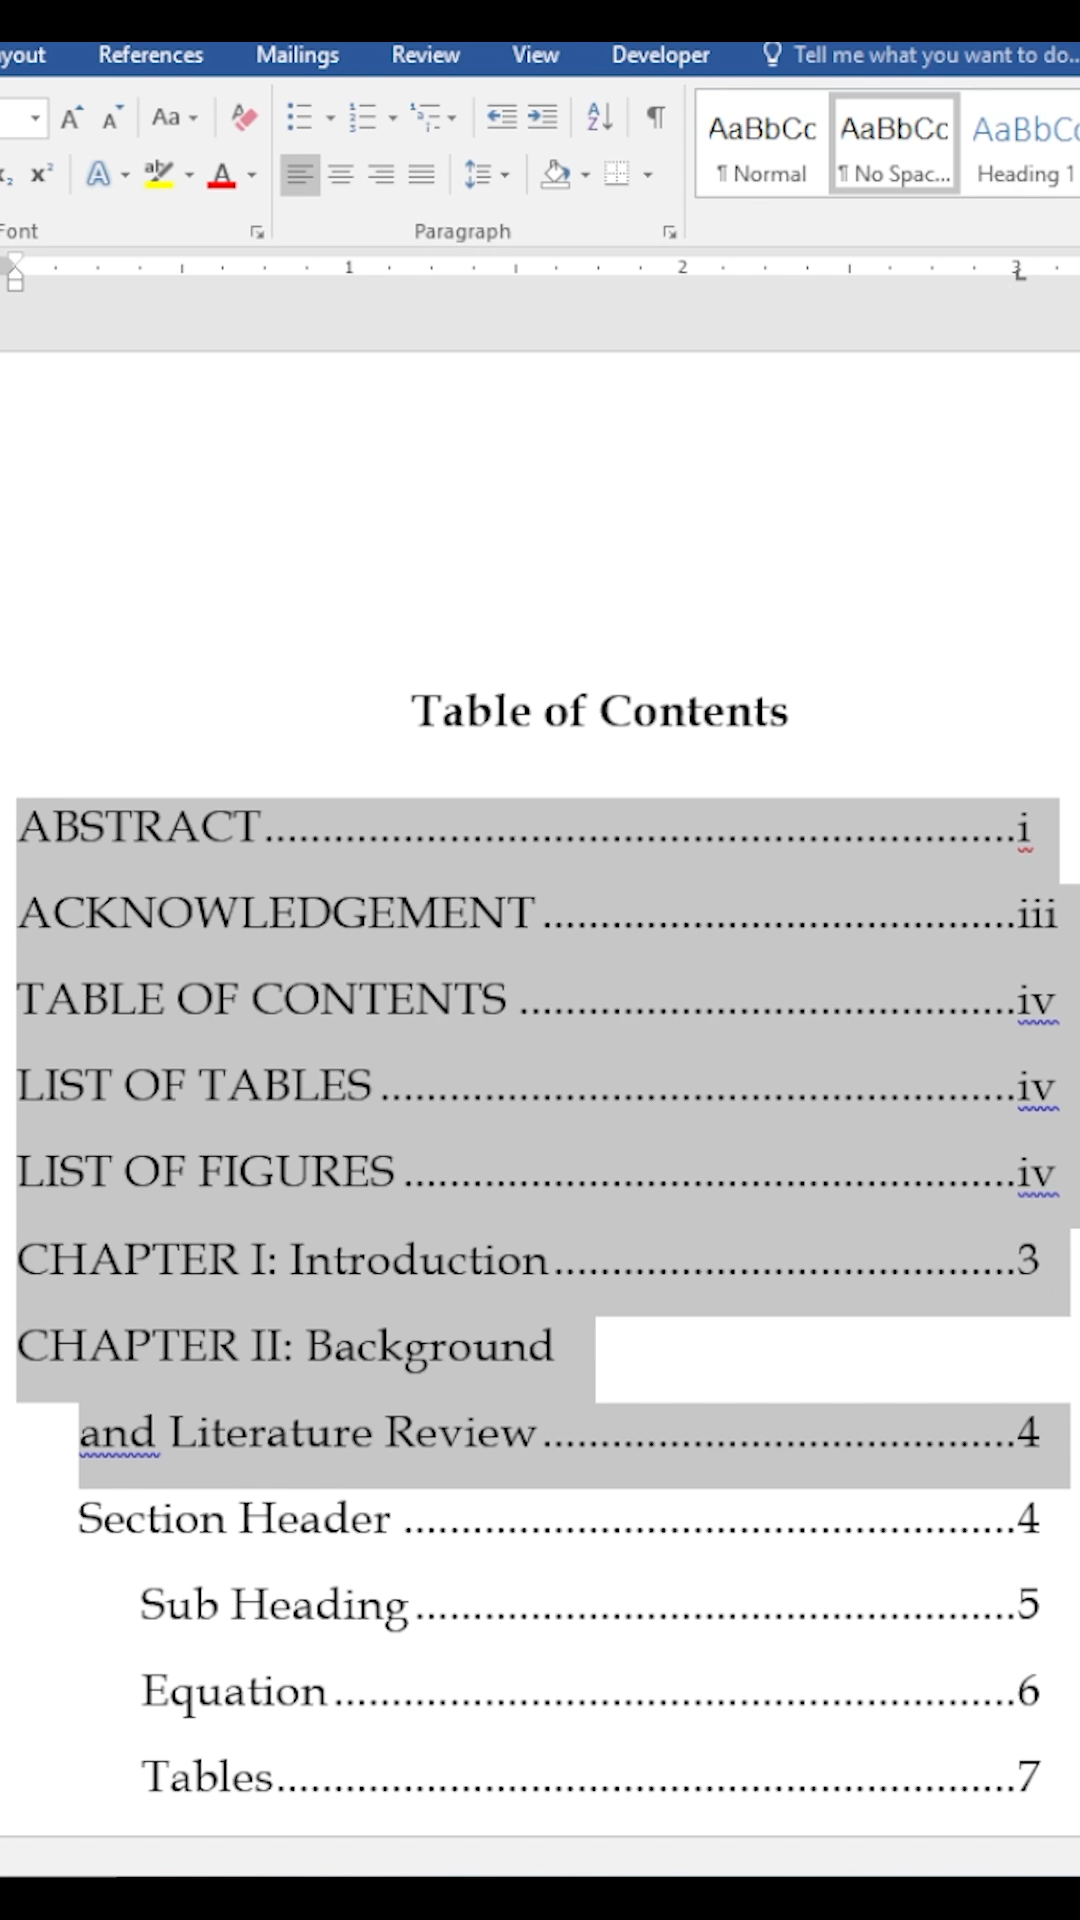 References Mailings Review View Developer Tell me what you want to do...
Aa
AaBbCc AaBbCc
¶ Normal ¶ No Spac... Heading 1
Paragraph
1 2 3
Table of Contents
ABSTRACT................................................................i
ACKNOWLEDGEMENT........................................iii
TABLE OF CONTENTS ..........................................iv
LIST OF TABLES ......................................................iv
LIST OF FIGURES ....................................................iv
CHAPTER I: Introduction.......................................3
CHAPTER II: Background
and Literature Review........................................4
Section Header ....................................................4
Sub Heading...................................................5
Equation..........................................................6
Tables...............................................................7